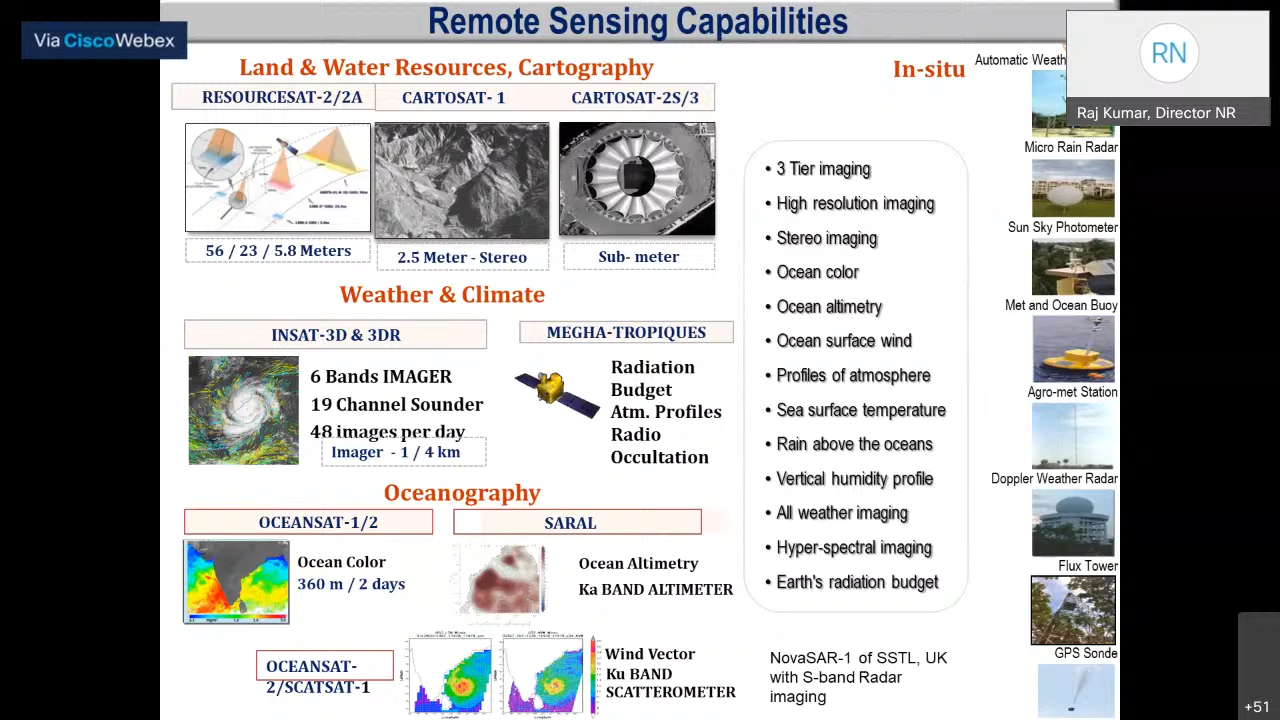 Remote Sensing Capabilities
Via CiscoWebex
RN
Raj Kumar, Director NR
Land & Water Resources, Cartography
RESOURCESAT-2/2A
CARTOSAT- 1
CARTOSAT-2S/3
56 / 23 / 5.8 Meters
2.5 Meter - Stereo
Sub- meter
Weather & Climate
INSAT-3D & 3DR
6 Bands IMAGER
19 Channel Sounder
48 images per day
Imager - 1 / 4 km
MEGHA-TROPIQUES
Radiation
Budget
Atm. Profiles
Radio
Occultation
Oceanography
OCEANSAT-1/2
Ocean Color
360 m / 2 days
SARAL
Ocean Altimetry
Ka BAND ALTIMETER
OCEANSAT-
2/SCATSAT-1
Wind Vector
Ku BAND
SCATTEROMETER
• 3 Tier imaging
• High resolution imaging
• Stereo imaging
• Ocean color
• Ocean altimetry
• Ocean surface wind
• Profiles of atmosphere
• Sea surface temperature
• Rain above the oceans
• Vertical humidity profile
• All weather imaging
• Hyper-spectral imaging
• Earth's radiation budget
NovaSAR-1 of SSTL, UK
with S-band Radar
imaging
In-situ
Automatic Weath
Micro Rain Radar
Sun Sky Photometer
Met and Ocean Buoy
Agro-met Station
Doppler Weather Radar
Flux Tower
GPS Sonde
+51